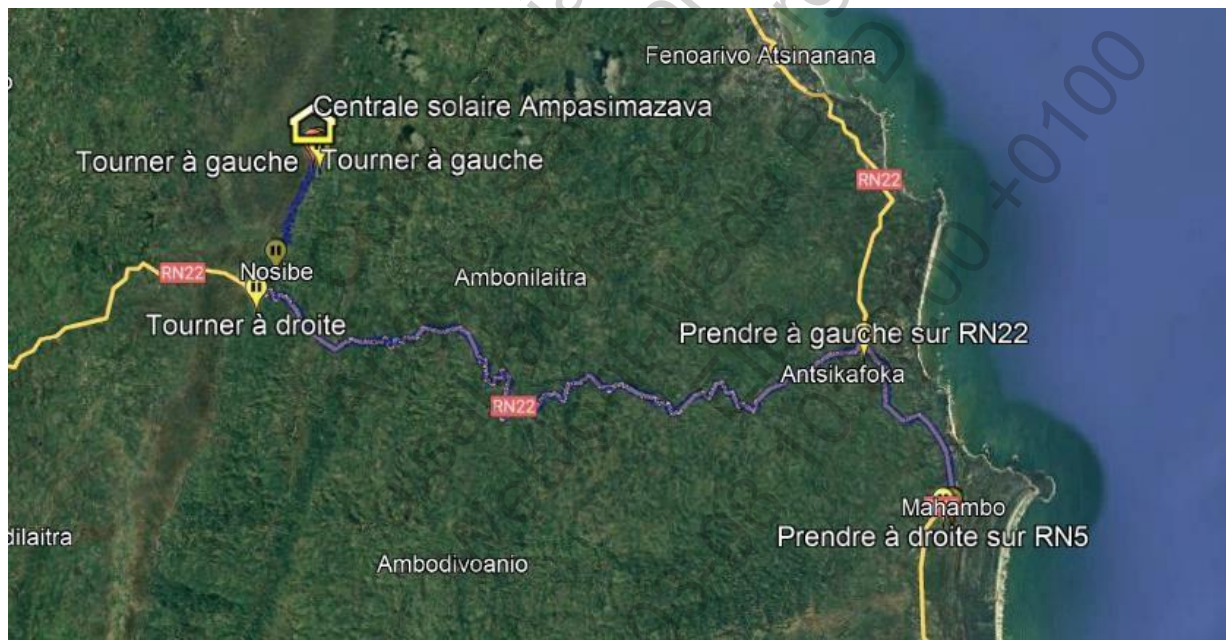 Fenoarivo Atsinanana
Centrale solaire Ampasimazava
Tourner à gauche
Tourner à gauche
RN22
RN22
Nosibe
Ambonilaitra
Tourner à droite
Prendre à gauche sur RN22
Antsikafoka
RN22
Mahambo
Prendre à droite sur RN5
dilaitra
Ambodivoanio
+0100